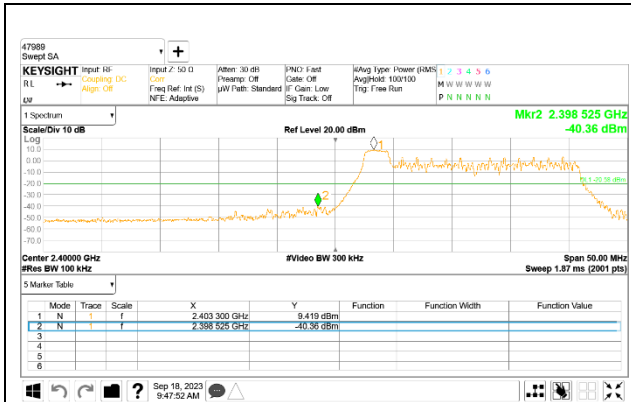 47989
Swept SA
KEYSIGHT Input: RF Input Z: 50 Ω Atten: 30 dB PNO: Fast #Avg Type: Power (RMS) 1 2 3 4 5 6
RL Coupling: DC Corr Preamp: Off Gate: Off Avg|Hold: 100/100 M W W W W W
Align: Off Freq Ref: Int (S) µW Path: Standard IF Gain: Low Trig: Free Run
NFE: Adaptive Sig Track: Off P N N N N N
1 Spectrum Mkr2 2.398 525 GHz
Scale/Div 10 dB Ref Level 20.00 dBm -40.36 dBm
Log
10.0
0.00
-10.0
-20.0
-30.0
-40.0
-50.0
-60.0
-70.0
1
2
Center 2.40000 GHz #Video BW 300 kHz Span 50.00 MHz
#Res BW 100 kHz Sweep 1.87 ms (2001 pts)
5 Marker Table
Mode Trace Scale X Y Function Function Width Function Value
1 N 1 f 2.403 300 GHz 9.419 dBm
2 N 1 f 2.398 525 GHz -40.36 dBm
3
4
5
6
? Sep 18, 2023
9:47:52 AM